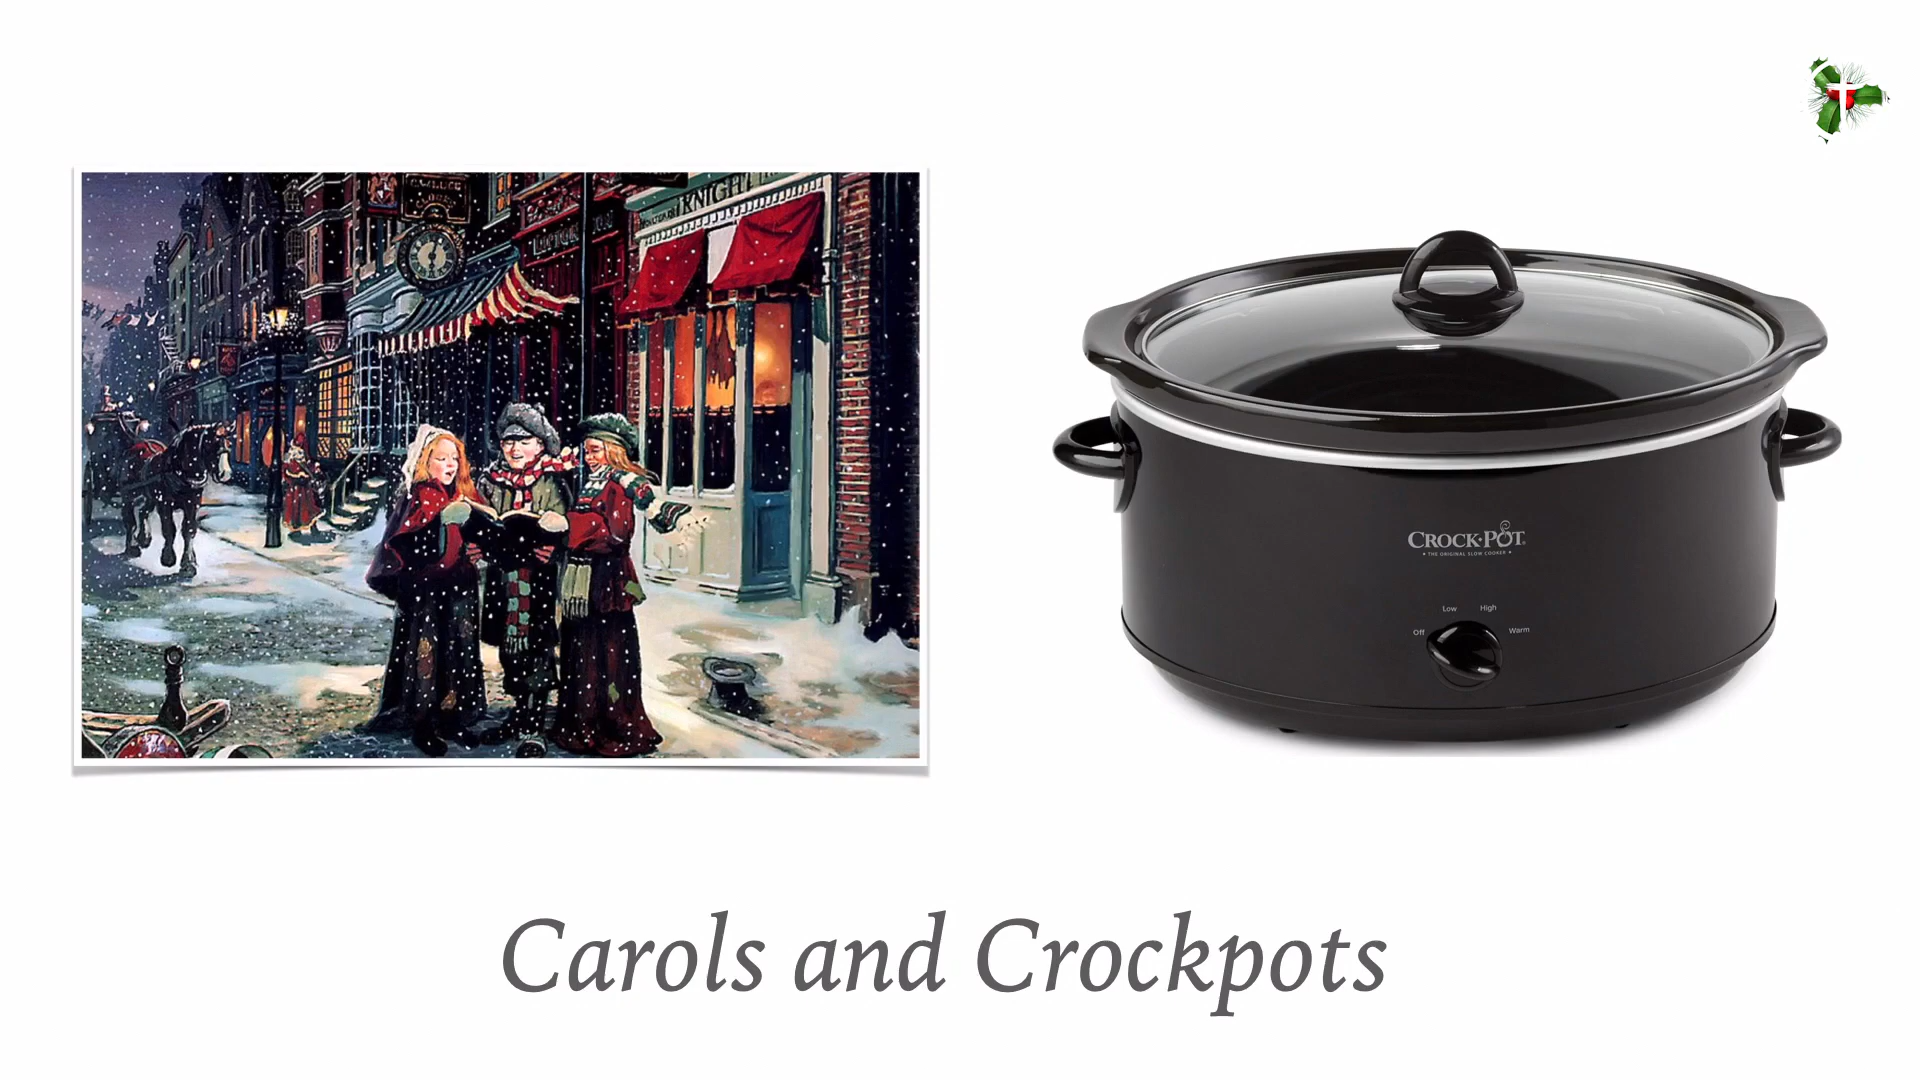 KNIGHT
CROCK·POT
• THE ORIGINAL SLOW COOKER •
Low High
Off Warm
Carols and Crockpots